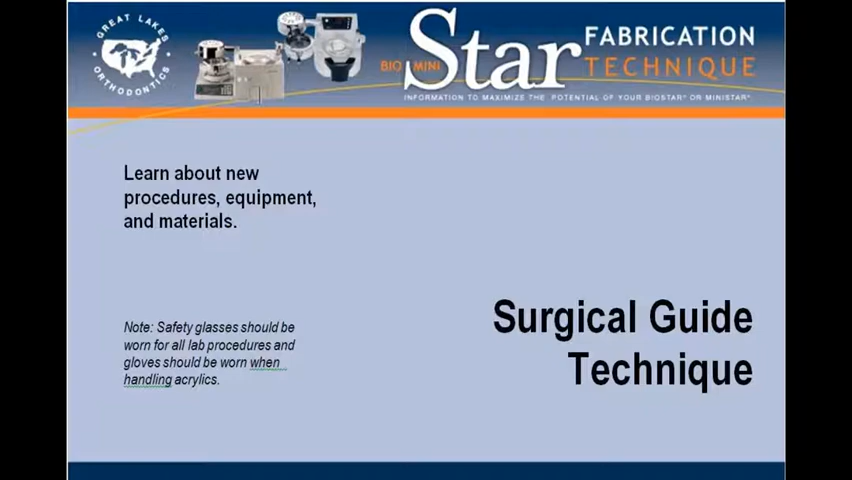 GREAT LAKES
ORTHODONTICS
BIO MINI Star FABRICATION
TECHNIQUE
INFORMATION TO MAXIMIZE THE POTENTIAL OF YOUR BIOSTAR® OR MINISTAR®
Learn about new
procedures, equipment,
and materials.
Note: Safety glasses should be
worn for all lab procedures and
gloves should be worn when
handling acrylics.
Surgical Guide
Technique